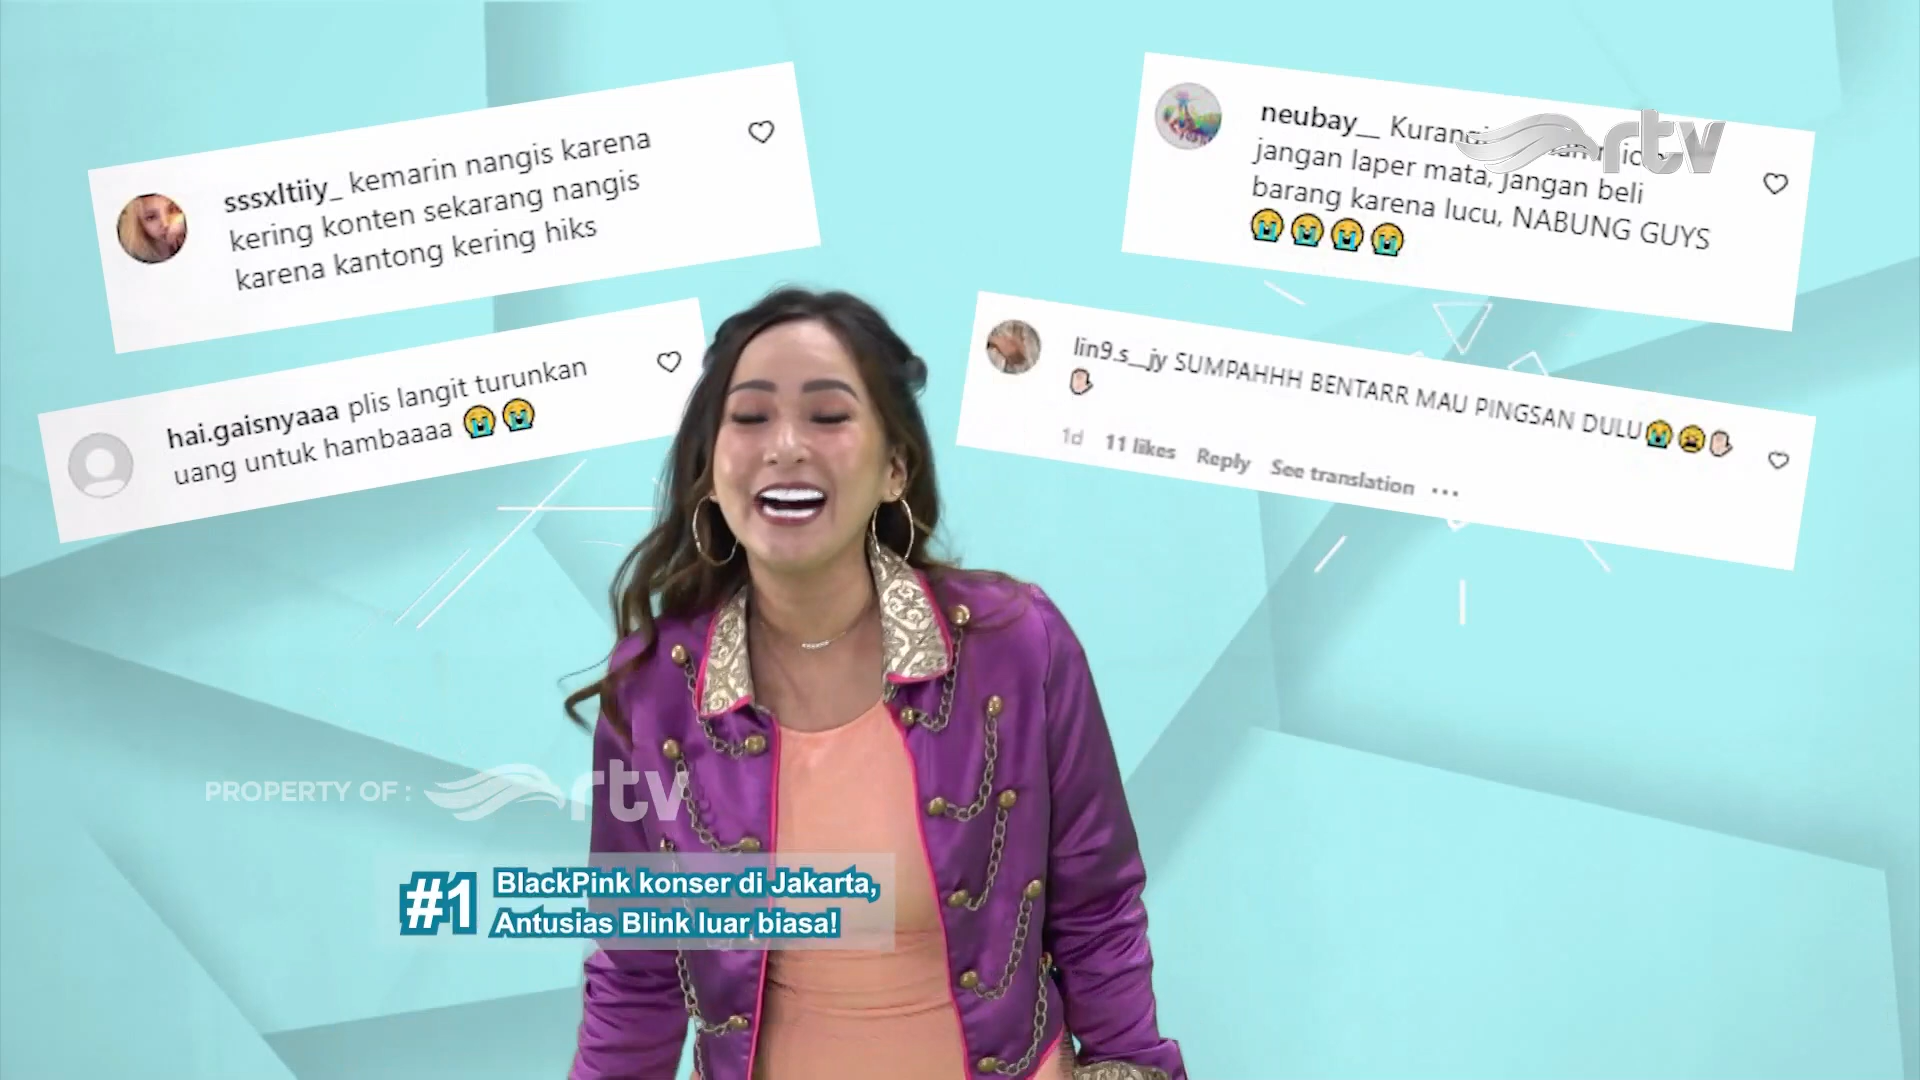 sssxltiiy_ kemarin nangis karena
kering konten sekarang nangis
karena kantong kering hiks
neubay__
jangan laper mata, jangan beli
barang karena lucu, NABUNG GUYS
😭😭😭😭
rtv
hai.gaisnyaaa plis langit turunkan
uang untuk hambaaaa 😭😭
lin9.s__jy SUMPAHHH BENTARR MAU PINGSAN DULU😭😩✋🏻
✋🏻
1d 11 likes Reply See translation ...
PROPERTY OF : rtv
#1 BlackPink konser di Jakarta,
Antusias Blink luar biasa!